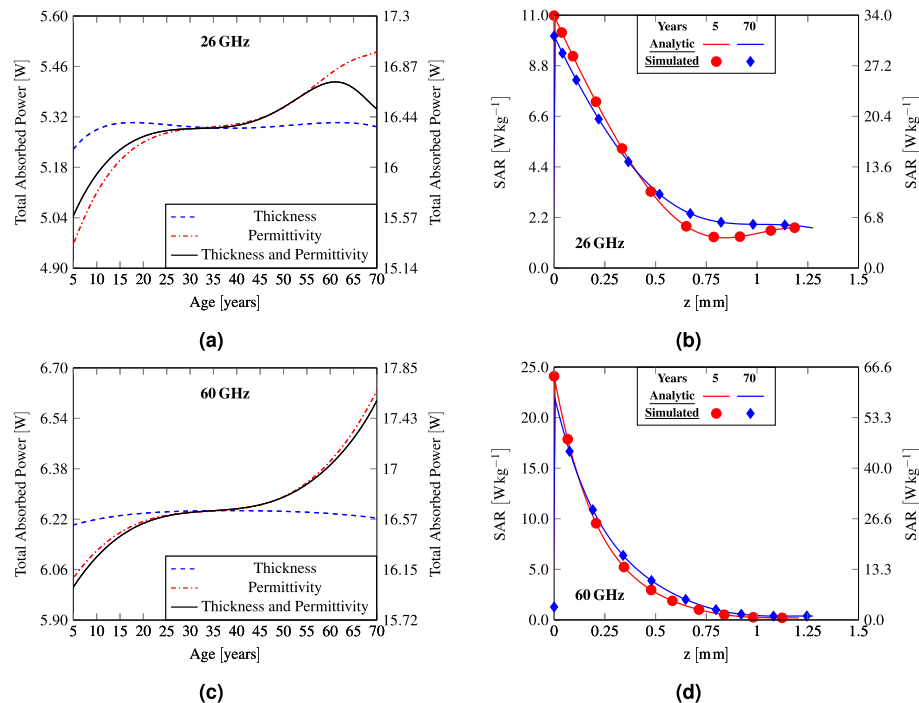 5.60
5.46
5.32
5.18
5.04
4.90
Total Absorbed Power [W]
26 GHz
17.3
16.87
16.44
16
15.57
15.14
Total Absorbed Power [W]
Thickness
Permittivity
Thickness and Permittivity
5 10 15 20 25 30 35 40 45 50 55 60 65 70
Age [years]
(a)
11.0
8.8
6.6
4.4
2.2
0.0
SAR [W kg−1]
Years 5 70
Analytic
Simulated
26 GHz
34.0
27.2
20.4
13.6
6.8
0.0
SAR [W kg−1]
0 0.25 0.5 0.75 1 1.25 1.5
z [mm]
(b)
6.70
6.54
6.38
6.22
6.06
5.90
Total Absorbed Power [W]
60 GHz
17.85
17.43
17
16.57
16.15
15.72
Total Absorbed Power [W]
Thickness
Permittivity
Thickness and Permittivity
5 10 15 20 25 30 35 40 45 50 55 60 65 70
Age [years]
(c)
25.0
20.0
15.0
10.0
5.0
0.0
SAR [W kg−1]
Years 5 70
Analytic
Simulated
60 GHz
66.6
53.3
40.0
26.6
13.3
0.0
SAR [W kg−1]
0 0.25 0.5 0.75 1 1.25 1.5
z [mm]
(d)